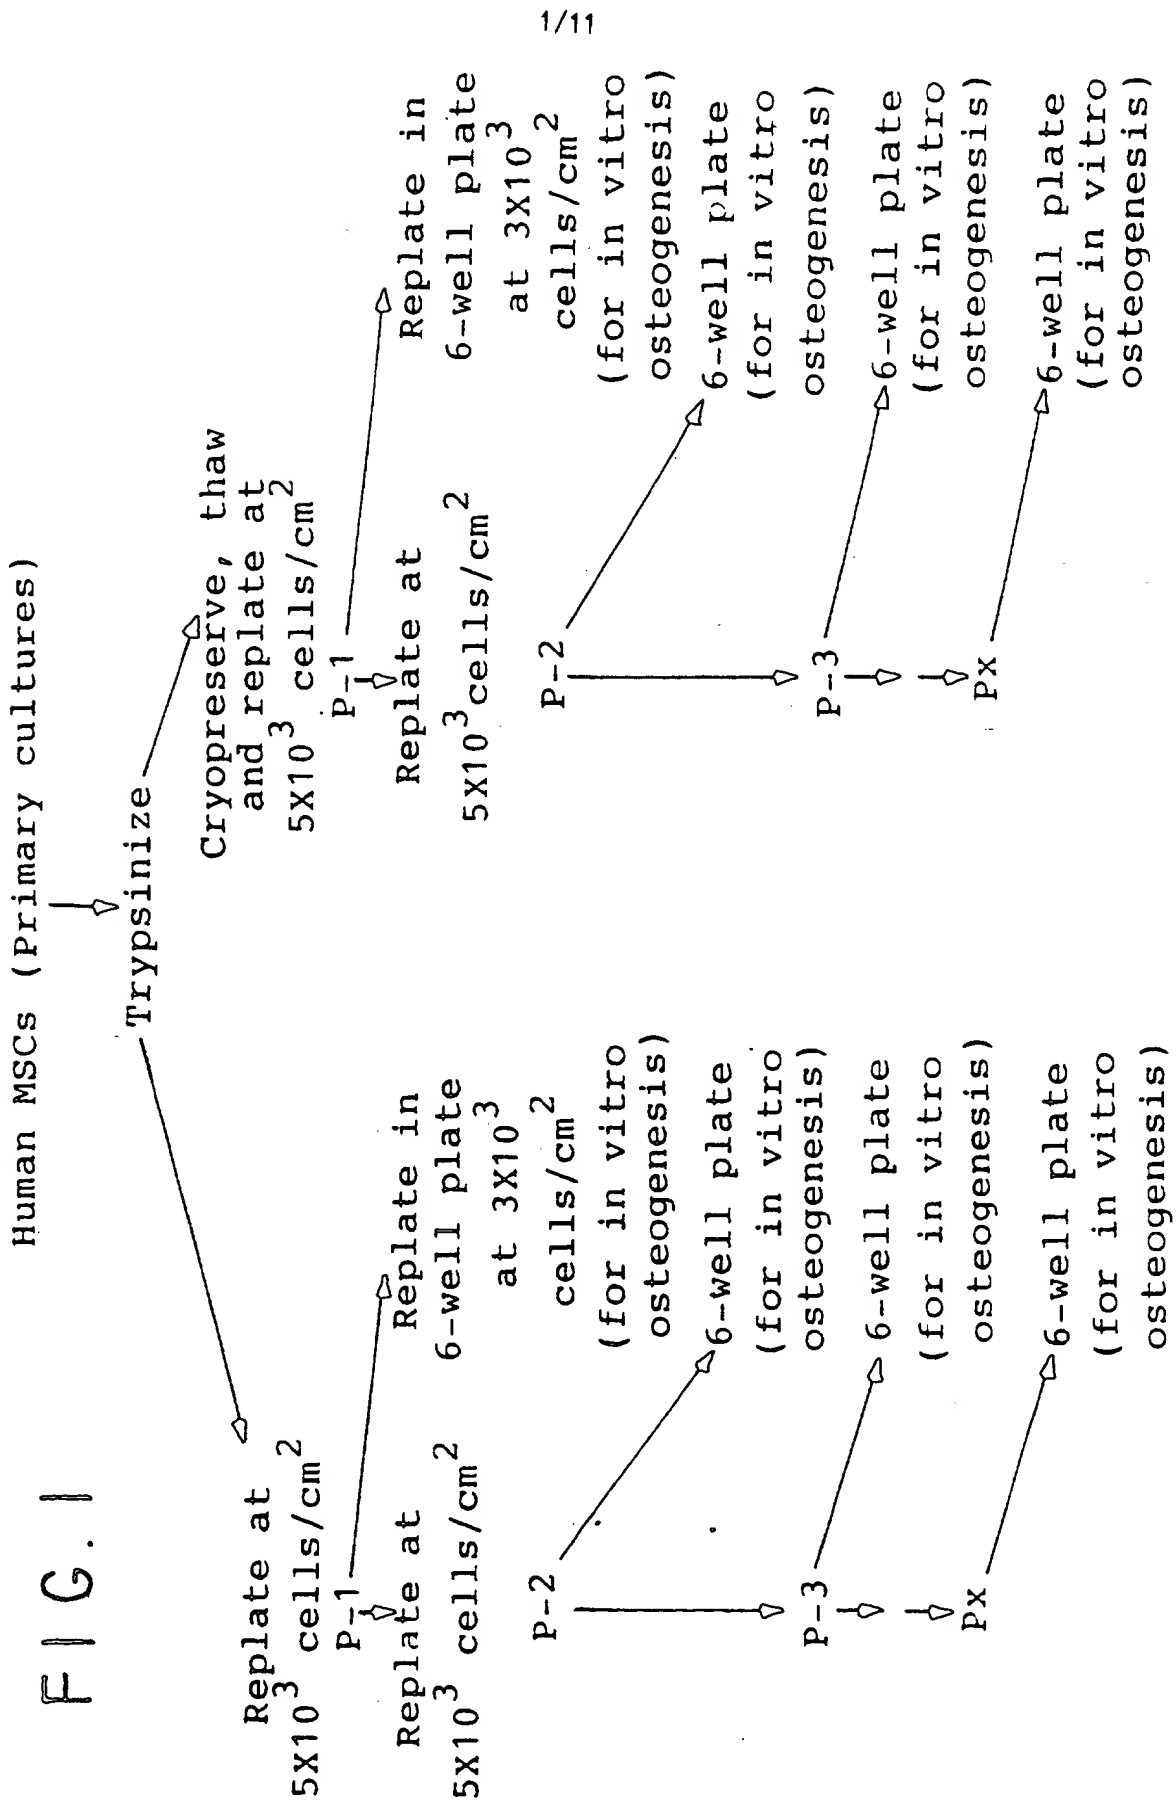 1/11
FIG. 1
Human MSCs (Primary cultures)
Trypsinize
Replate at
5X10³ cells/cm²
P-1
Replate at
5X10³ cells/cm²
Replate in
6-well plate
at 3X10³
cells/cm²
(for in vitro
osteogenesis)
P-2
6-well plate
(for in vitro
osteogenesis)
P-3
6-well plate
(for in vitro
osteogenesis)
Px
6-well plate
(for in vitro
osteogenesis)
Cryopreserve, thaw
and replate at
5X10³ cells/cm²
P-1
Replate at
5X10³ cells/cm²
Replate in
6-well plate
at 3X10³
cells/cm²
(for in vitro
osteogenesis)
P-2
6-well plate
(for in vitro
osteogenesis)
P-3
6-well plate
(for in vitro
osteogenesis)
Px
6-well plate
(for in vitro
osteogenesis)